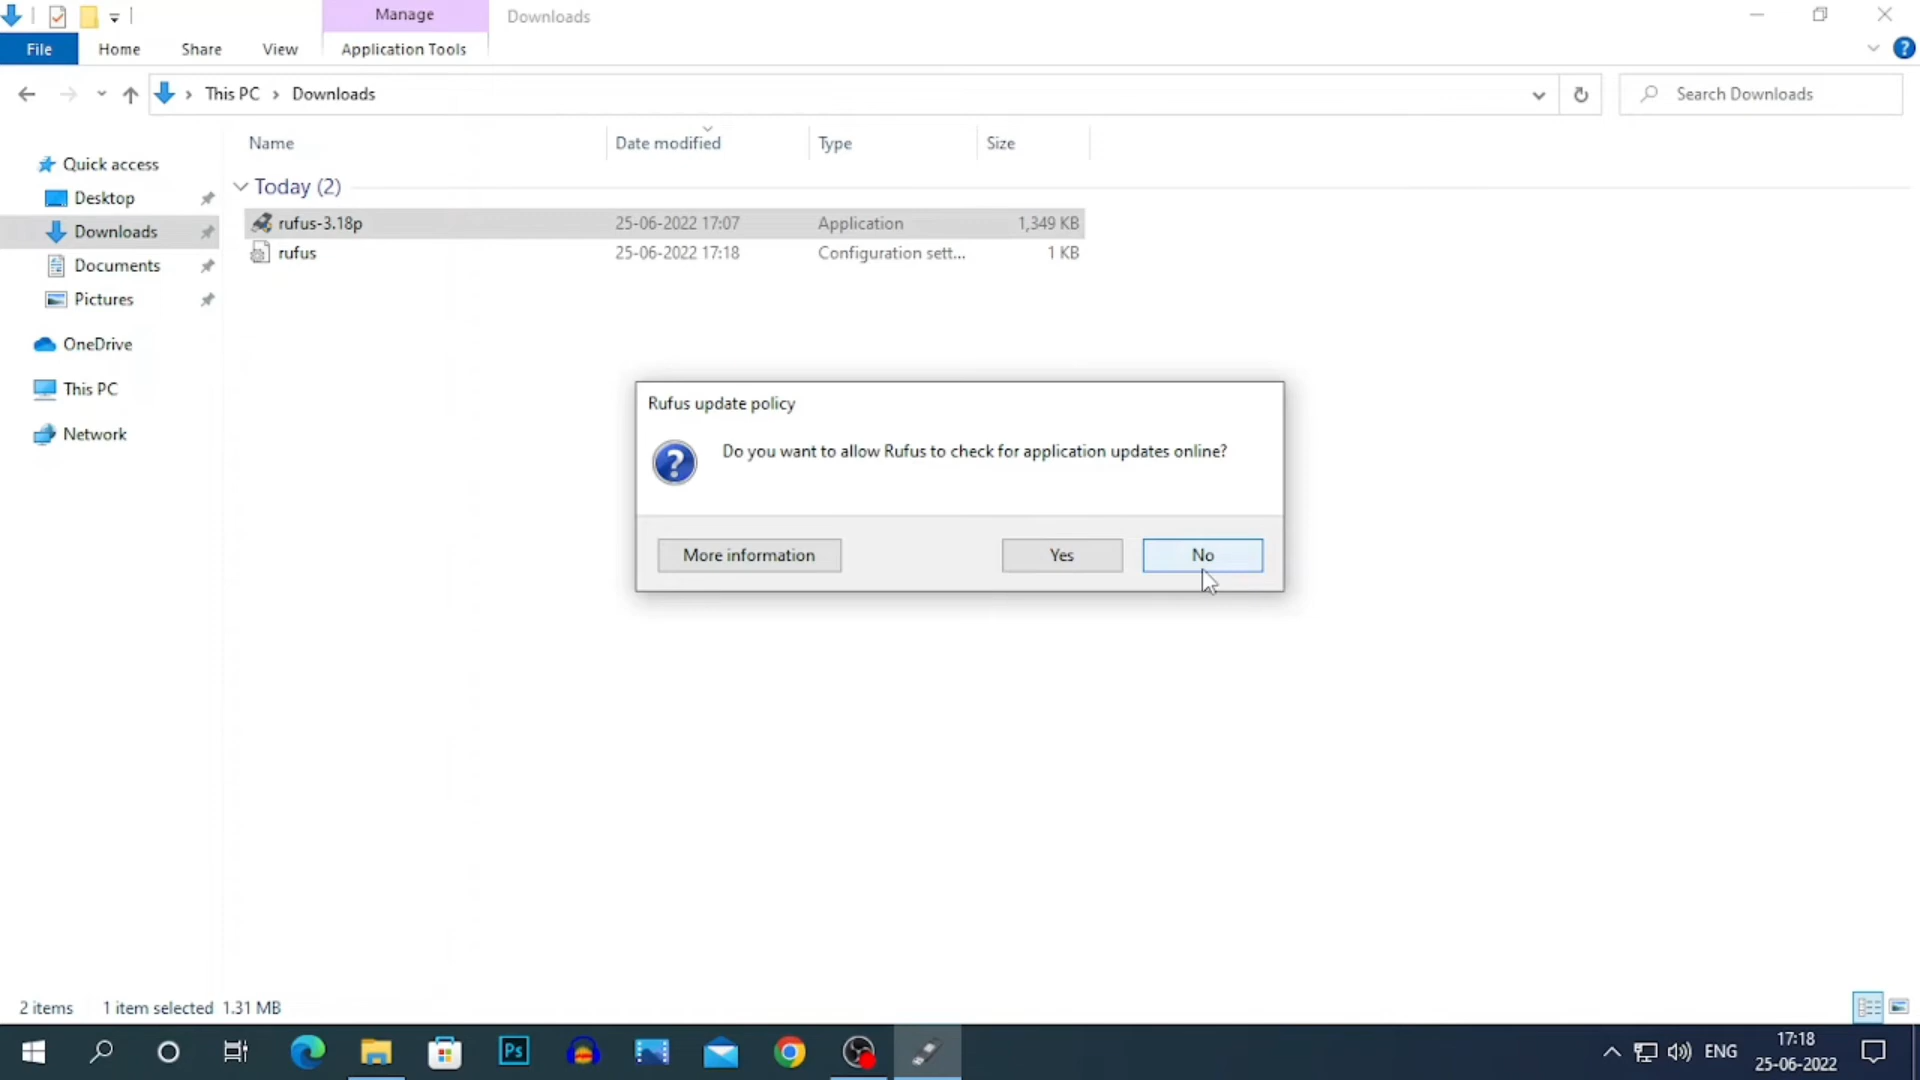 Manage
Downloads
File
Home
Share
View
Application Tools
This PC
Downloads
Search Downloads
Name
Date modified
Type
Size
Quick access
Desktop
Downloads
Documents
Pictures
OneDrive
This PC
Network
Today (2)
rufus-3.18p 25-06-2022 17:07 Application 1,349 KB
rufus 25-06-2022 17:18 Configuration sett... 1 KB
Rufus update policy
Do you want to allow Rufus to check for application updates online?
More information
Yes
No
2 items 1 item selected 1.31 MB
Ps
ENG
17:18
25-06-2022